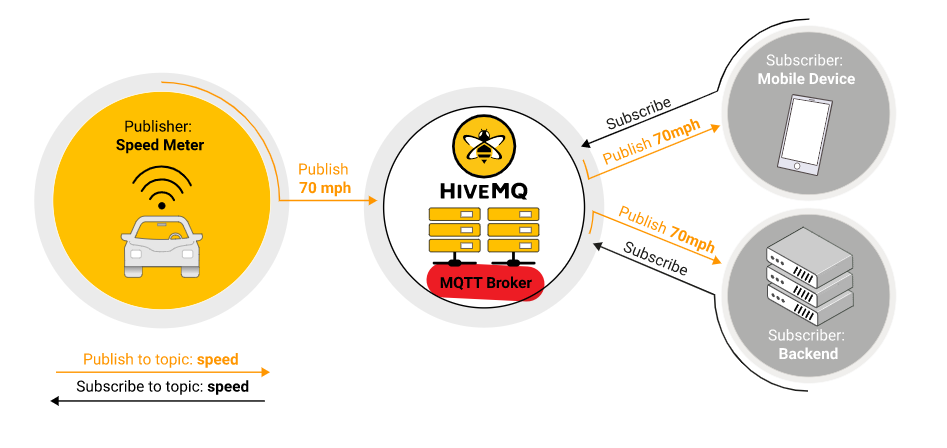 Publisher:
Speed Meter
Publish
70 mph
HIVEMQ
MQTT Broker
Subscribe
Publish 70mph
Publish 70mph
Subscribe
Subscriber:
Mobile Device
Subscriber:
Backend
Publish to topic: speed
Subscribe to topic: speed